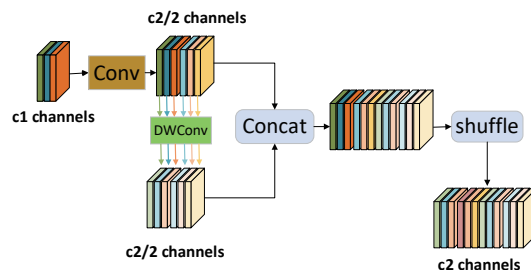 c2/2 channels
Conv
c1 channels
DWConv
Concat
shuffle
c2/2 channels
c2 channels